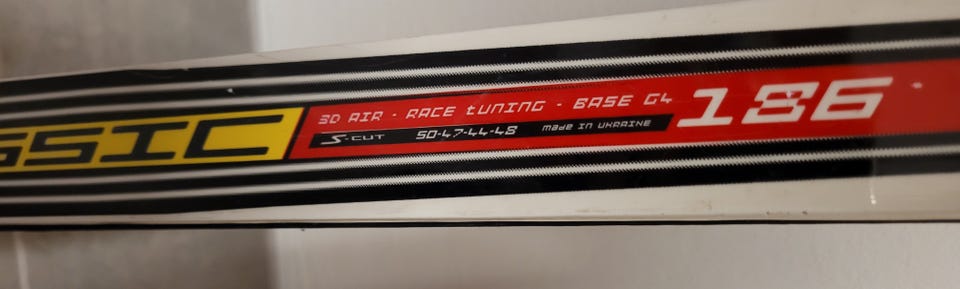 SSIC
3D AIR - RACE tUNING - BASE G4
S-CUT 50-47-44-48 made IN UKRAINE
186